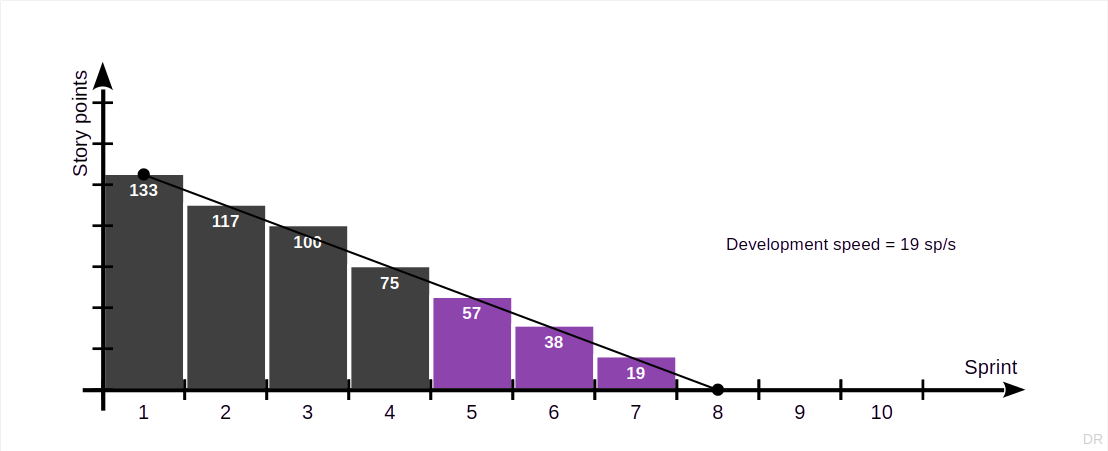 Story points
133
117
100
75
57
38
19
Development speed = 19 sp/s
Sprint
1 2 3 4 5 6 7 8 9 10
DR